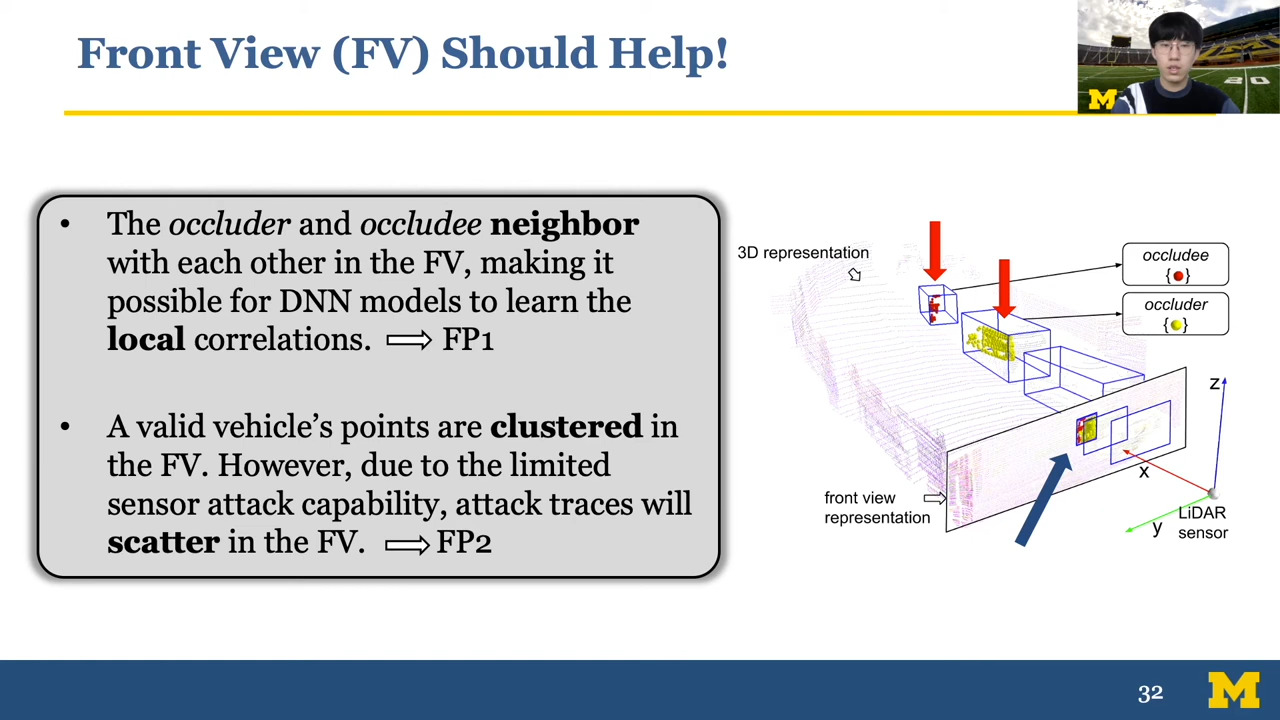 Front View (FV) Should Help!
M
20
• The occluder and occludee neighbor
with each other in the FV, making it
possible for DNN models to learn the
local correlations. ⇨ FP1
• A valid vehicle's points are clustered in
the FV. However, due to the limited
sensor attack capability, attack traces will
scatter in the FV. ⇨ FP2
3D representation
occludee
{ }
occluder
{ }
z
x
y
LiDAR
sensor
front view
representation
32
M